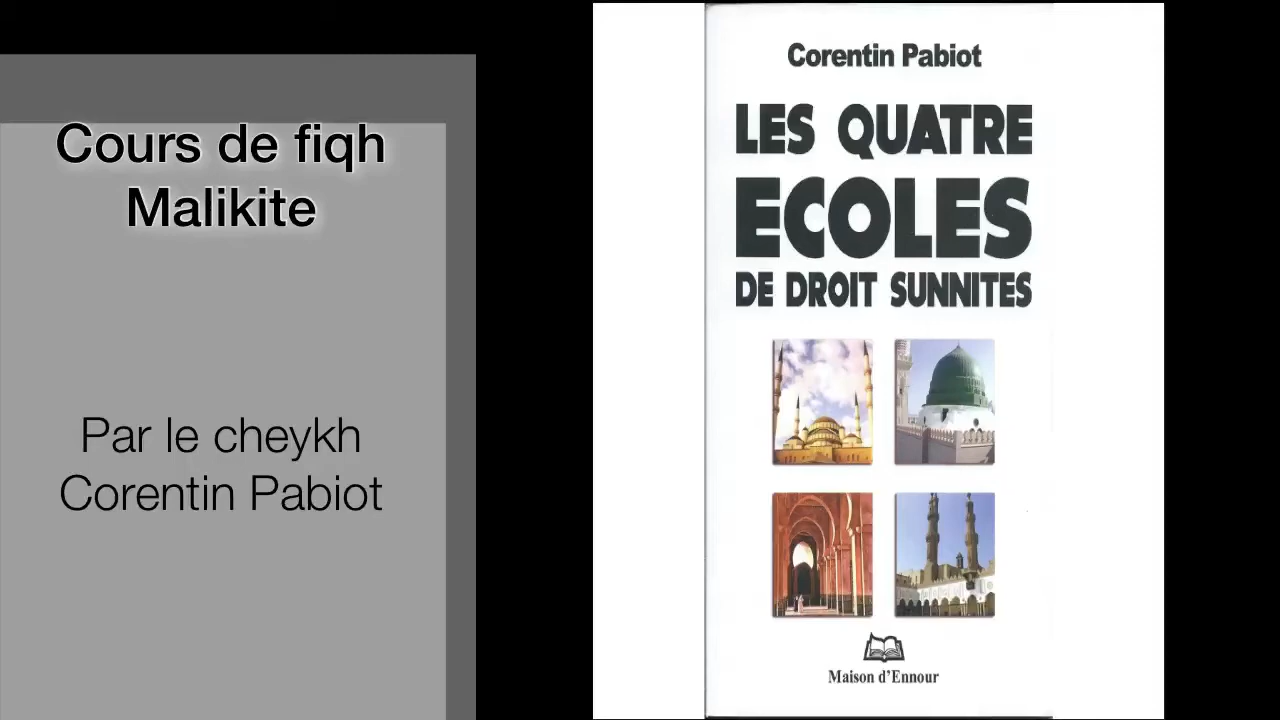 Cours de fiqh
Malikite
Par le cheykh
Corentin Pabiot
Corentin Pabiot
LES QUATRE
ECOLES
DE DROIT SUNNITES
Maison d'Ennour